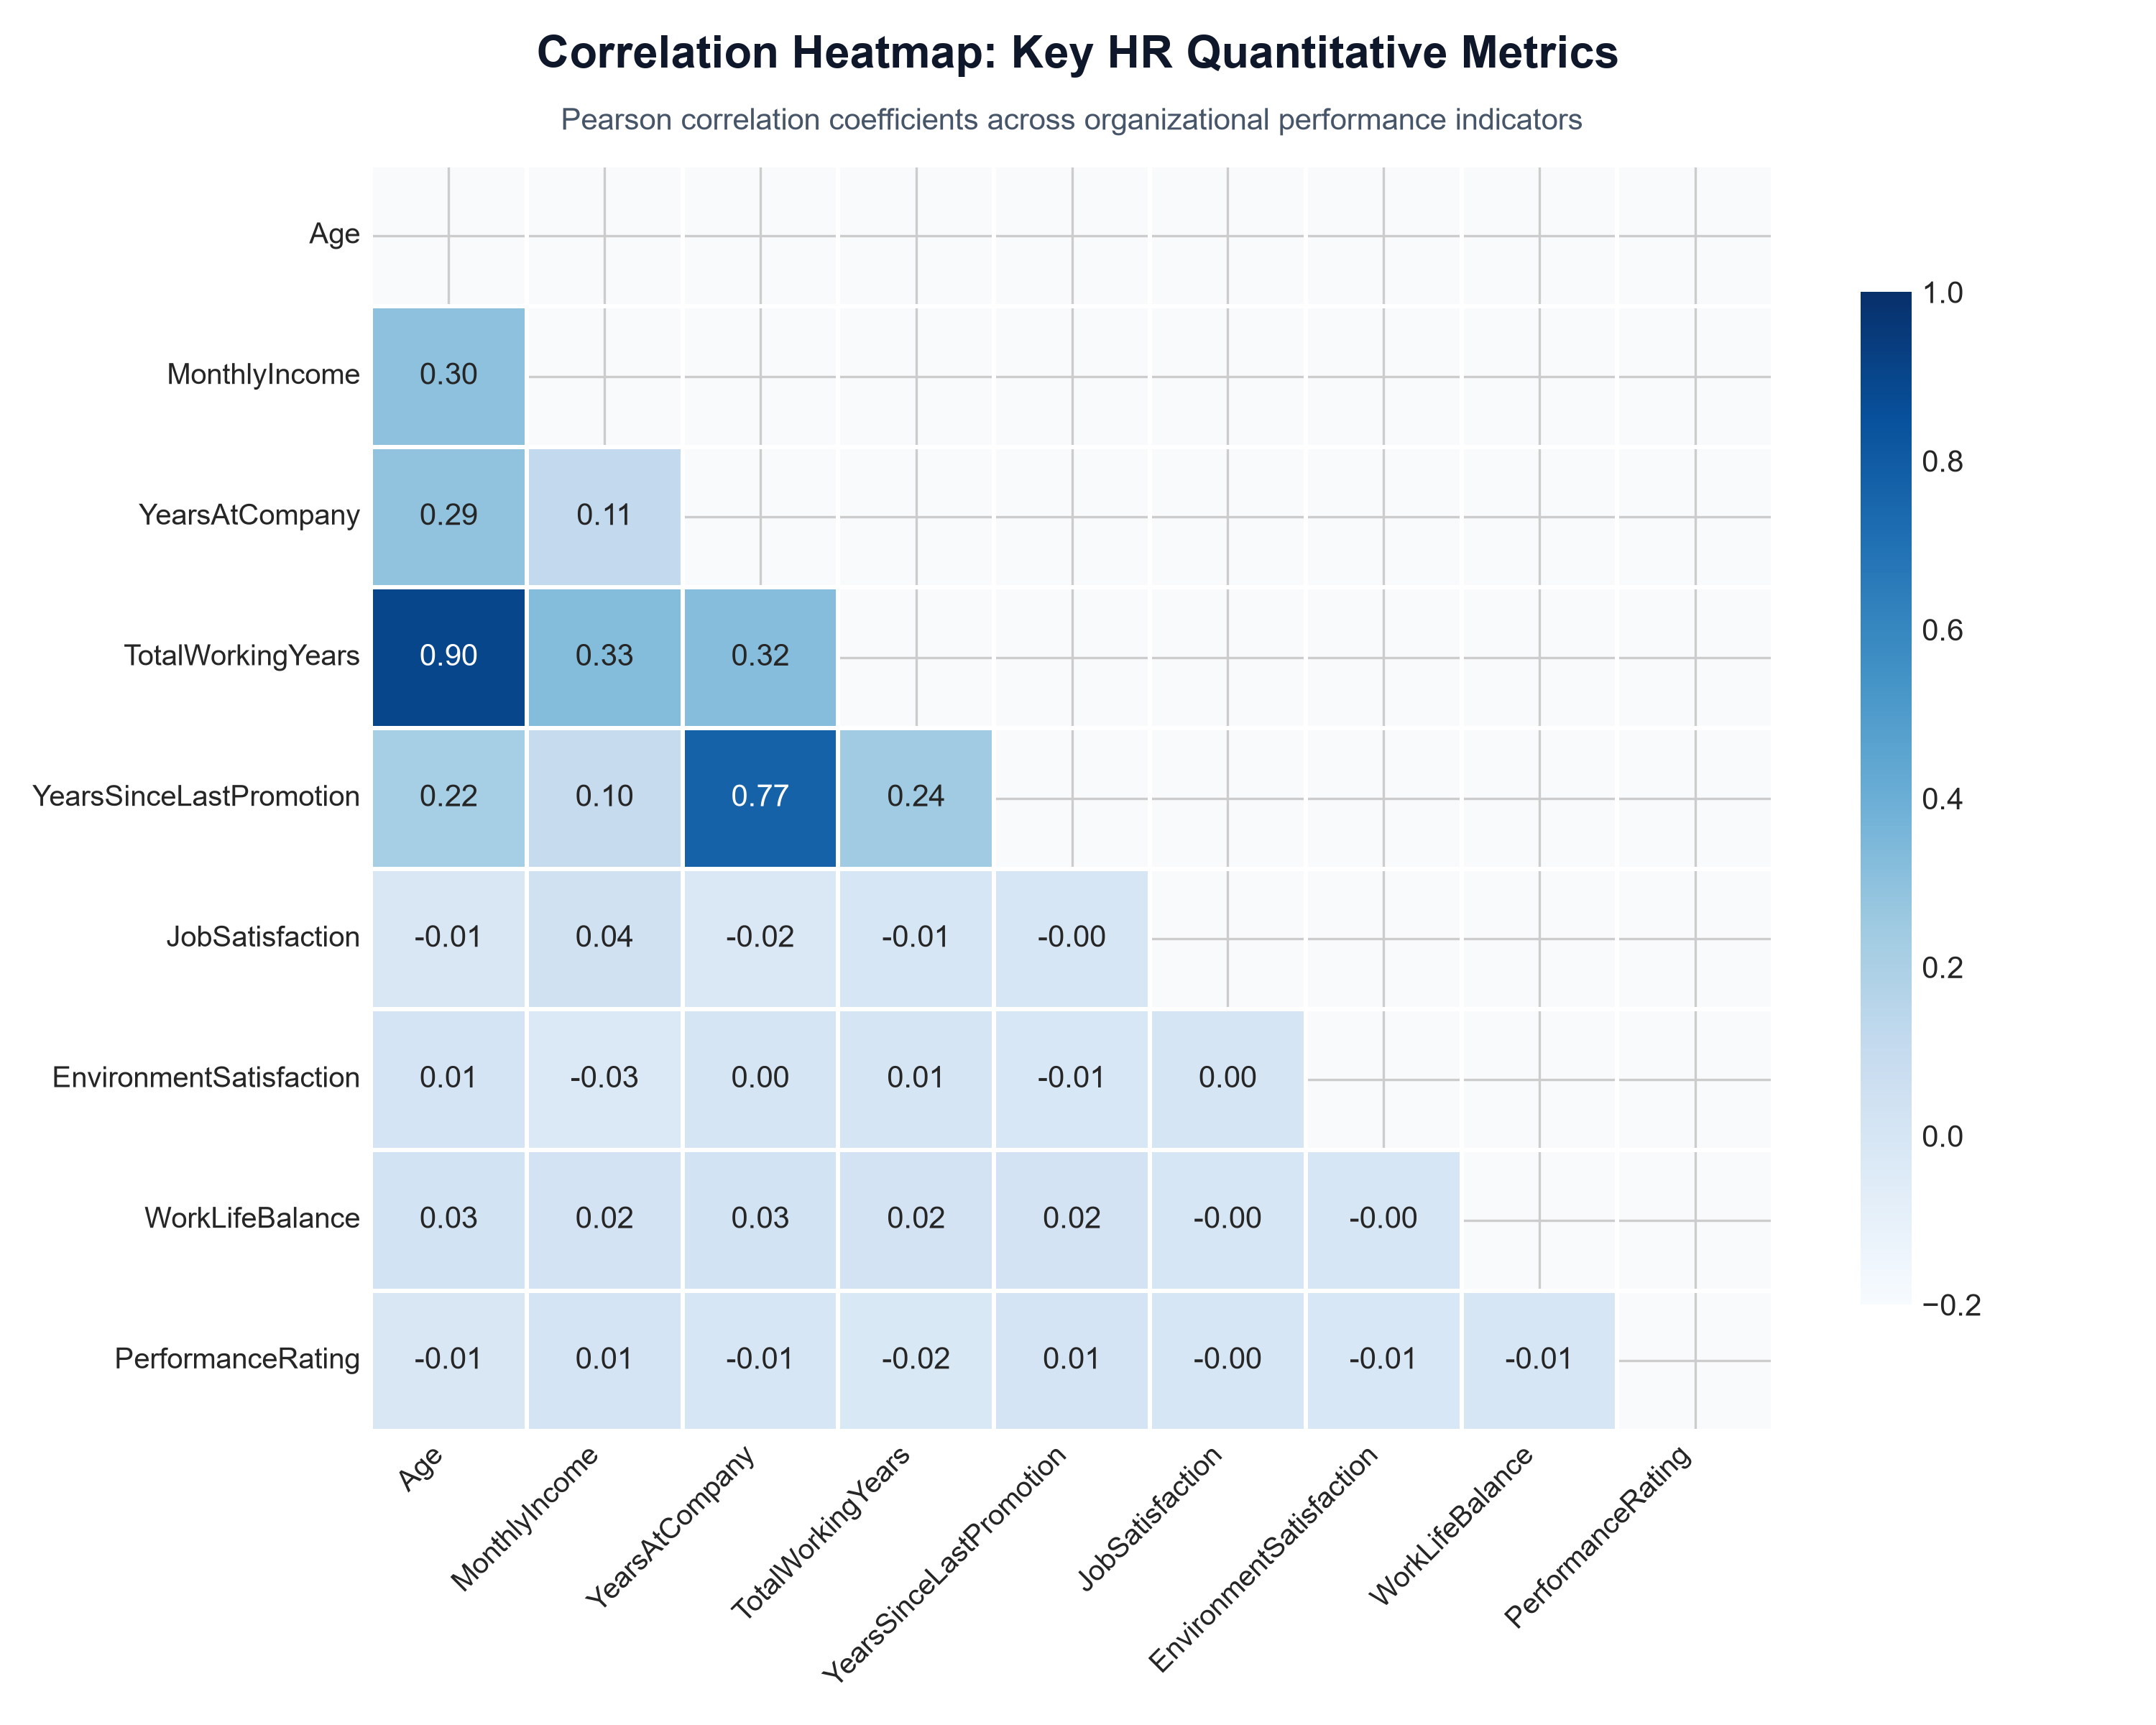 Correlation Heatmap: Key HR Quantitative Metrics
Pearson correlation coefficients across organizational performance indicators
Age
MonthlyIncome 0.30
YearsAtCompany 0.29 0.11
TotalWorkingYears 0.90 0.33 0.32
YearsSinceLastPromotion 0.22 0.10 0.77 0.24
JobSatisfaction -0.01 0.04 -0.02 -0.01 -0.00
EnvironmentSatisfaction 0.01 -0.03 0.00 0.01 -0.01 0.00
WorkLifeBalance 0.03 0.02 0.03 0.02 0.02 -0.00 -0.00
PerformanceRating -0.01 0.01 -0.01 -0.02 0.01 -0.00 -0.01 -0.01
Age
MonthlyIncome
YearsAtCompany
TotalWorkingYears
YearsSinceLastPromotion
JobSatisfaction
EnvironmentSatisfaction
WorkLifeBalance
PerformanceRating
1.0
0.8
0.6
0.4
0.2
0.0
−0.2